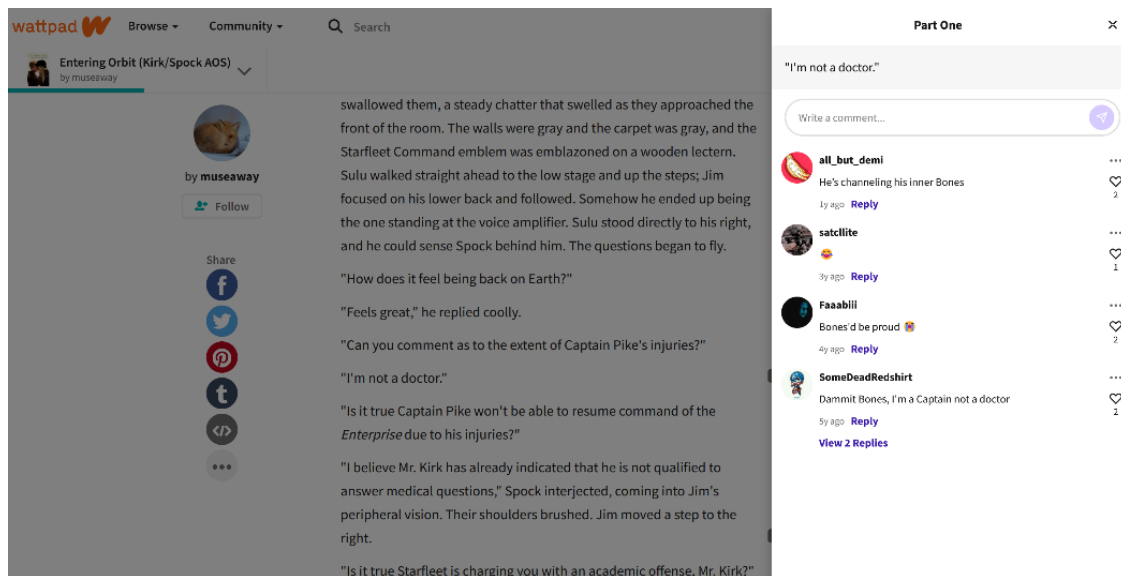 wattpad
Browse
Community
Search
Entering Orbit (Kirk/Spock AOS)
by museaway
by museaway
Follow
Share
swallowed them, a steady chatter that swelled as they approached the
front of the room. The walls were gray and the carpet was gray, and the
Starfleet Command emblem was emblazoned on a wooden lectern.
Sulu walked straight ahead to the low stage and up the steps; Jim
focused on his lower back and followed. Somehow he ended up being
the one standing at the voice amplifier. Sulu stood directly to his right,
and he could sense Spock behind him. The questions began to fly.
"How does it feel being back on Earth?"
"Feels great," he replied coolly.
"Can you comment as to the extent of Captain Pike's injuries?"
"I'm not a doctor."
"Is it true Captain Pike won't be able to resume command of the
Enterprise due to his injuries?"
"I believe Mr. Kirk has already indicated that he is not qualified to
answer medical questions," Spock interjected, coming into Jim's
peripheral vision. Their shoulders brushed. Jim moved a step to the
right.
"Is it true Starfleet is charging you with an academic offense, Mr. Kirk?"
Part One
"I'm not a doctor."
Write a comment...
all_but_demi
He's channeling his inner Bones
2
1y ago Reply
satcllite
😂
1
3y ago Reply
Faaabiii
Bones'd be proud 😭
2
4y ago Reply
SomeDeadRedshirt
Dammit Bones, I'm a Captain not a doctor
2
5y ago Reply
View 2 Replies